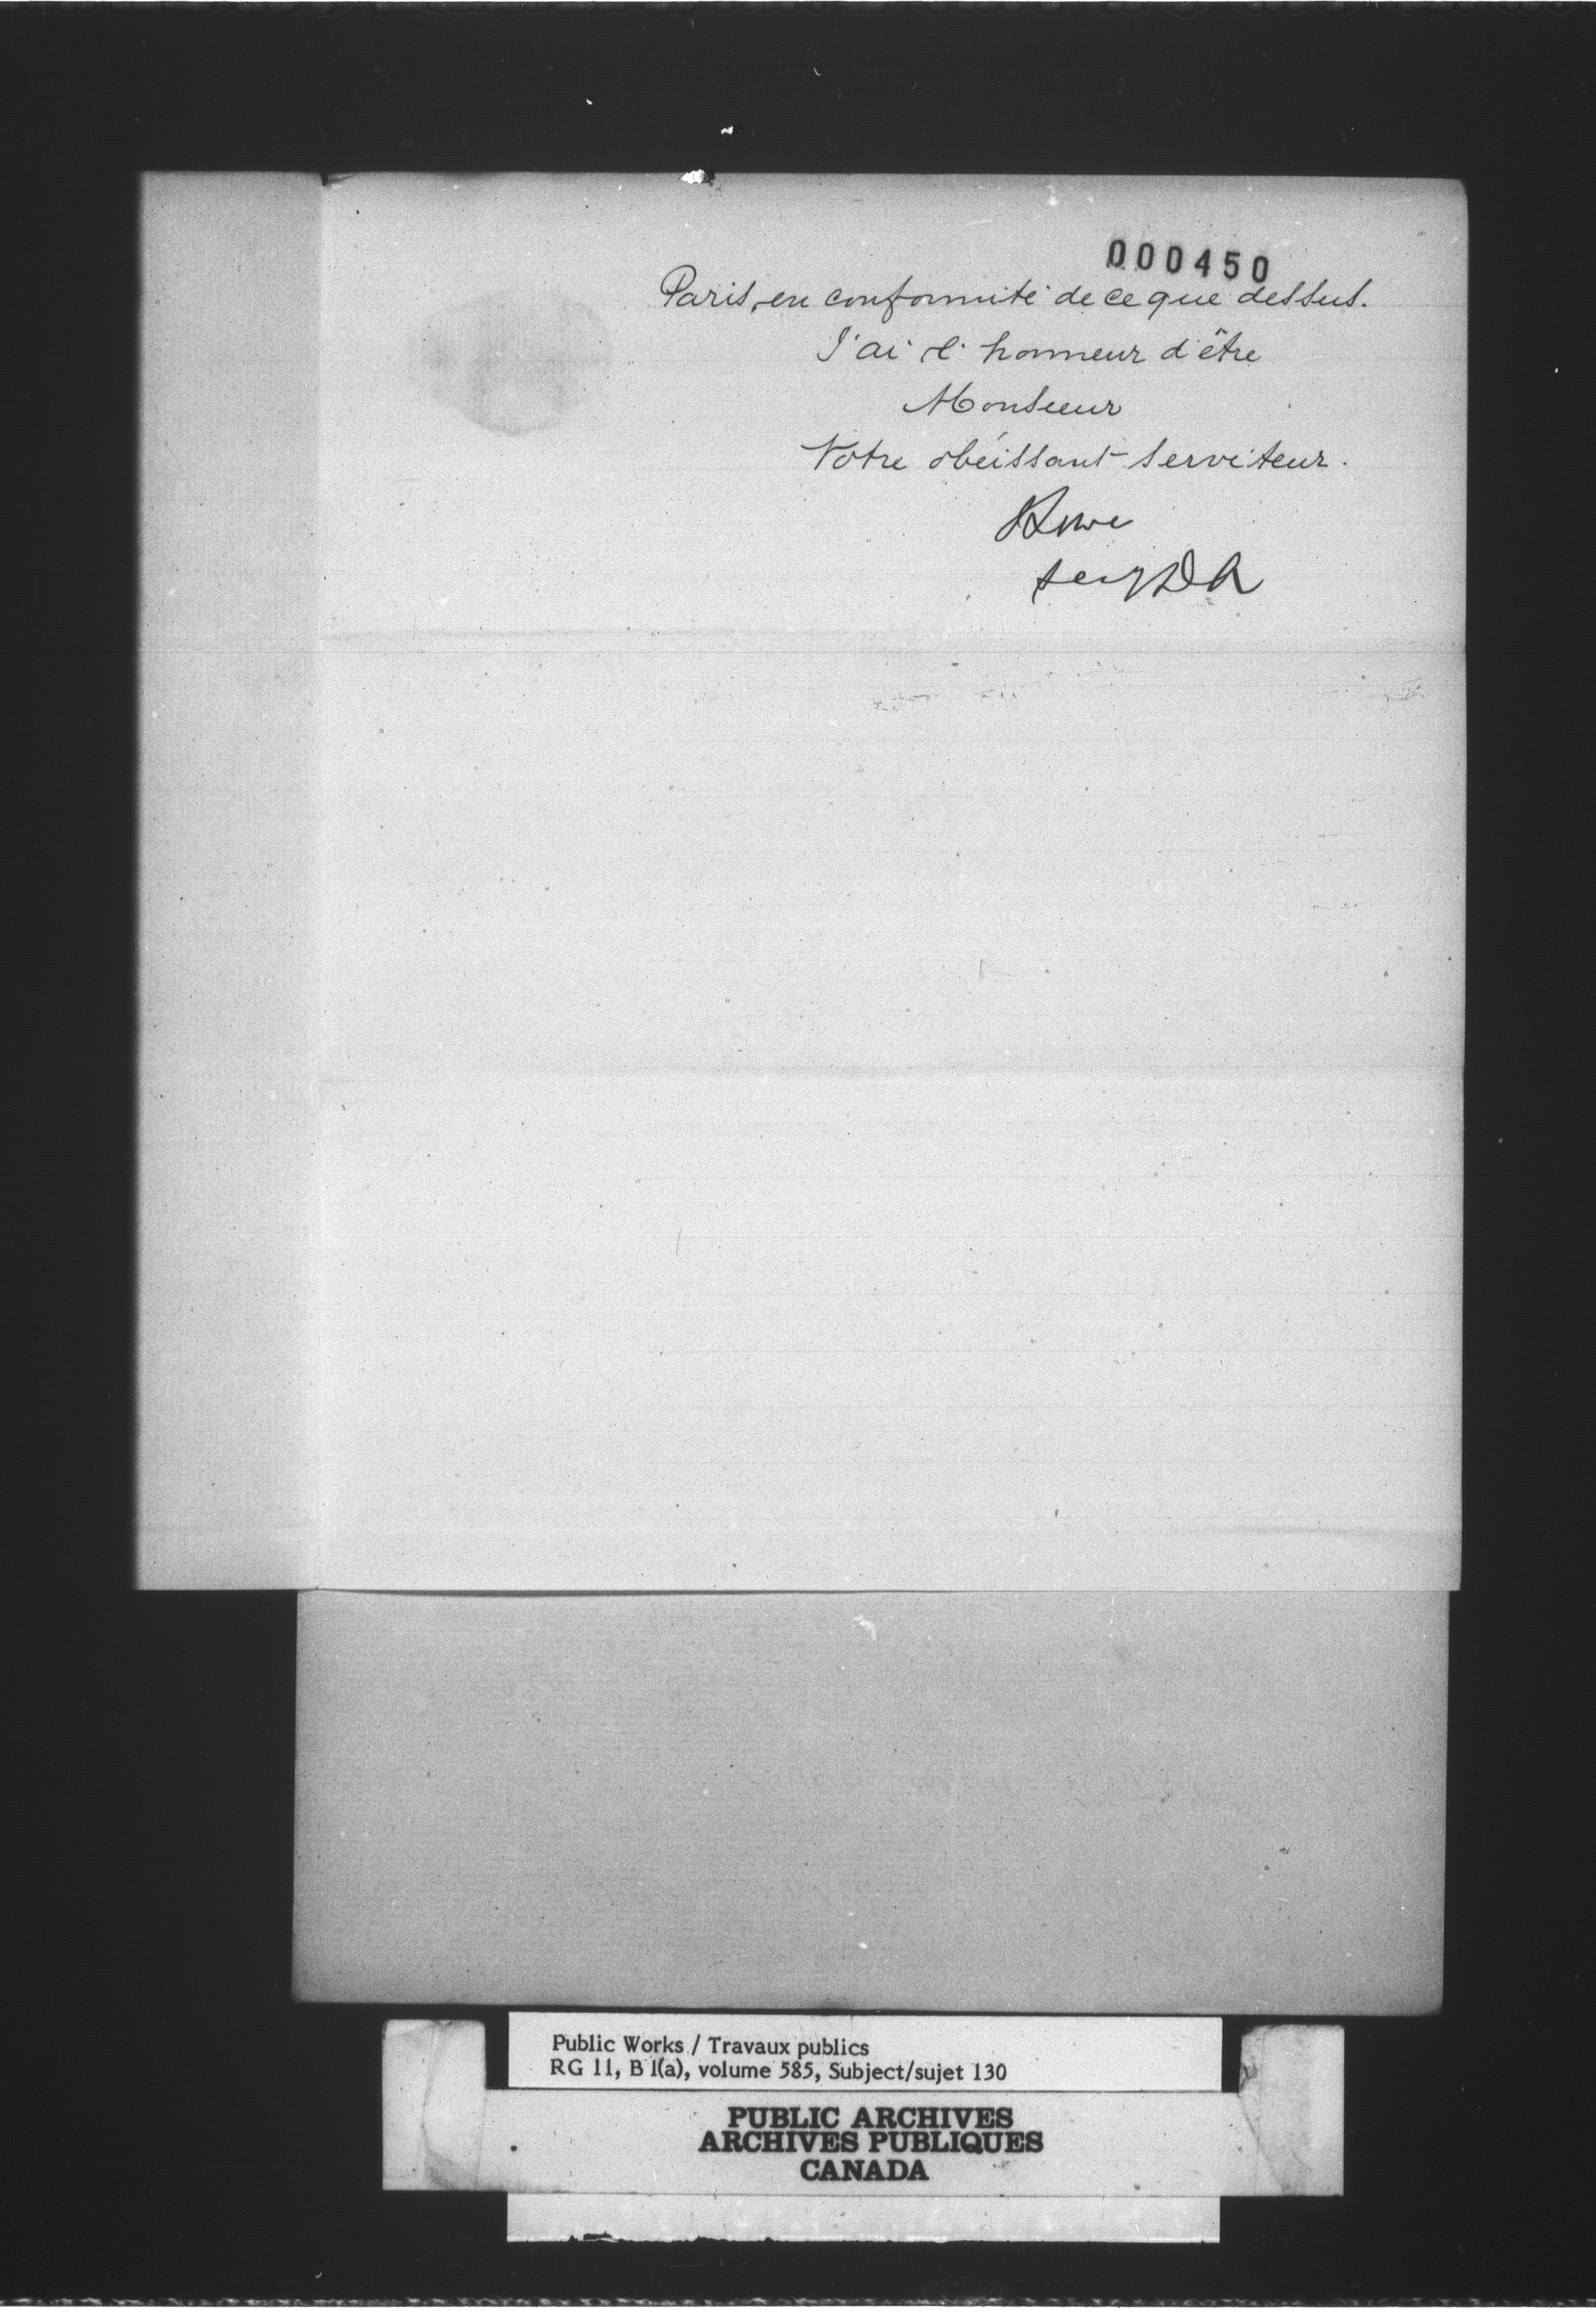 000450
Paris, en conformité de ce que dessus.
J'ai l'honneur d'être
Monsieur
Votre obéissant serviteur.
Public Works / Travaux publics
RG 11, B 1(a), volume 585, Subject/sujet 130
PUBLIC ARCHIVES
ARCHIVES PUBLIQUES
CANADA